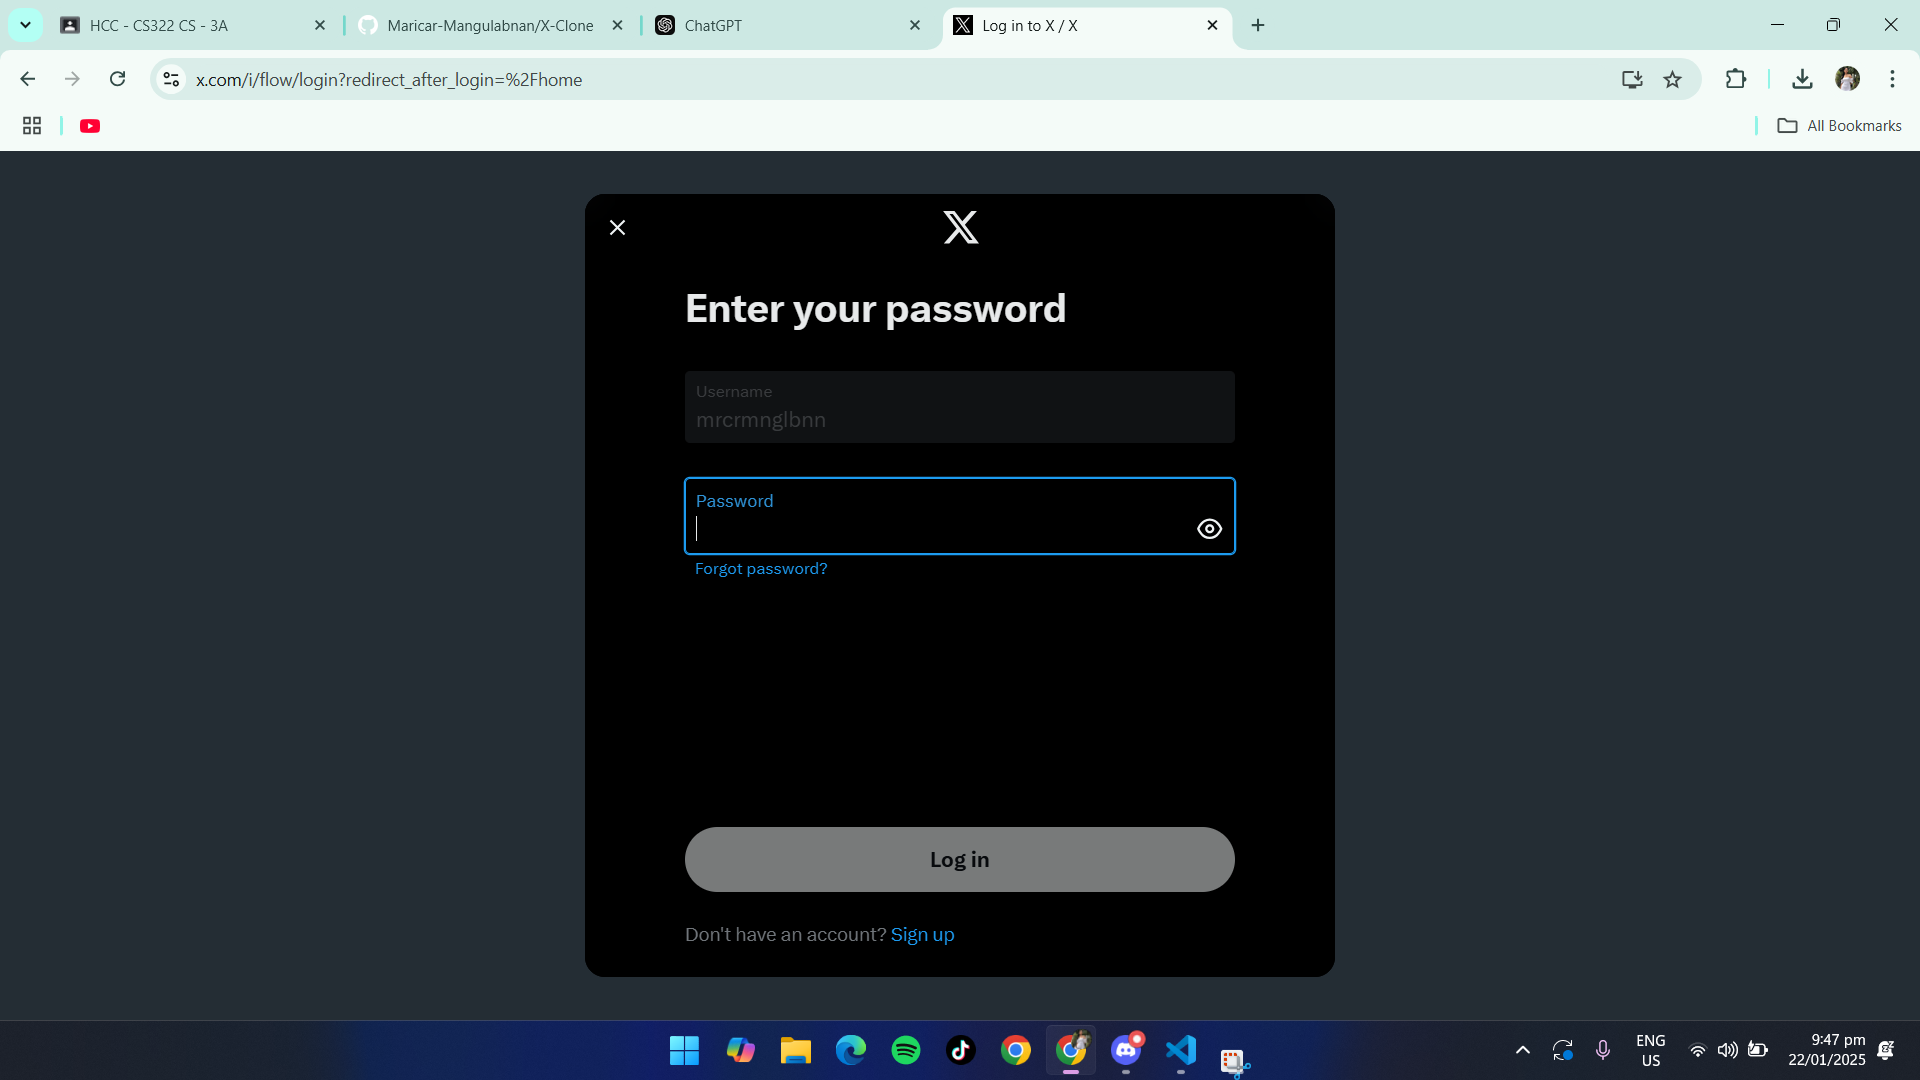 HCC - CS322 CS - 3A
Maricar-Mangulabnan/X-Clone
ChatGPT
Log in to X / X
x.com/i/flow/login?redirect_after_login=%2Fhome
All Bookmarks
Enter your password
Username
mrcrmnglbnn
Password
Forgot password?
Log in
Don't have an account? Sign up
ENG
US
9:47 pm
22/01/2025